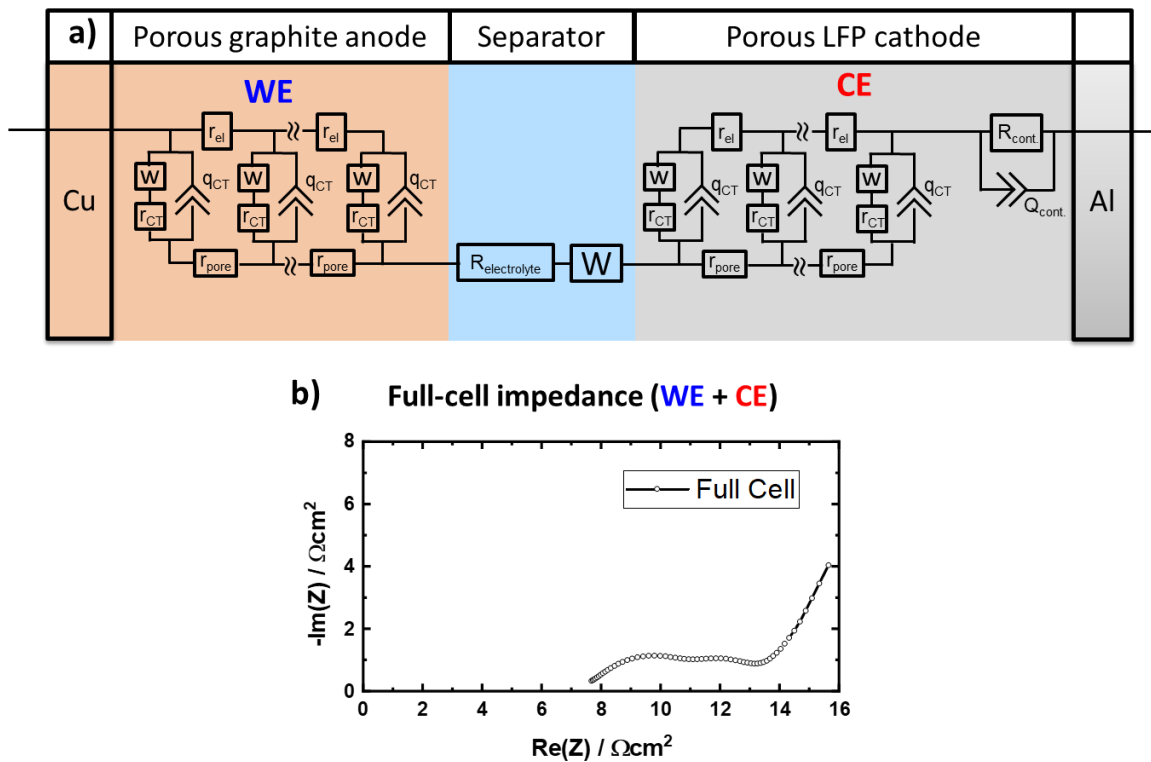 a) Porous graphite anode Separator Porous LFP cathode
WE CE
r_el r_el r_el r_el R_cont.
W q_CT W q_CT W q_CT W q_CT W q_CT W q_CT
Cu Q_cont. Al
r_CT r_CT r_CT r_CT r_CT r_CT
r_pore r_pore R_electrolyte W r_pore r_pore
b) Full-cell impedance (WE + CE)
Full Cell
-Im(Z) / Ωcm²
8
6
4
2
0
0 2 4 6 8 10 12 14 16
Re(Z) / Ωcm²